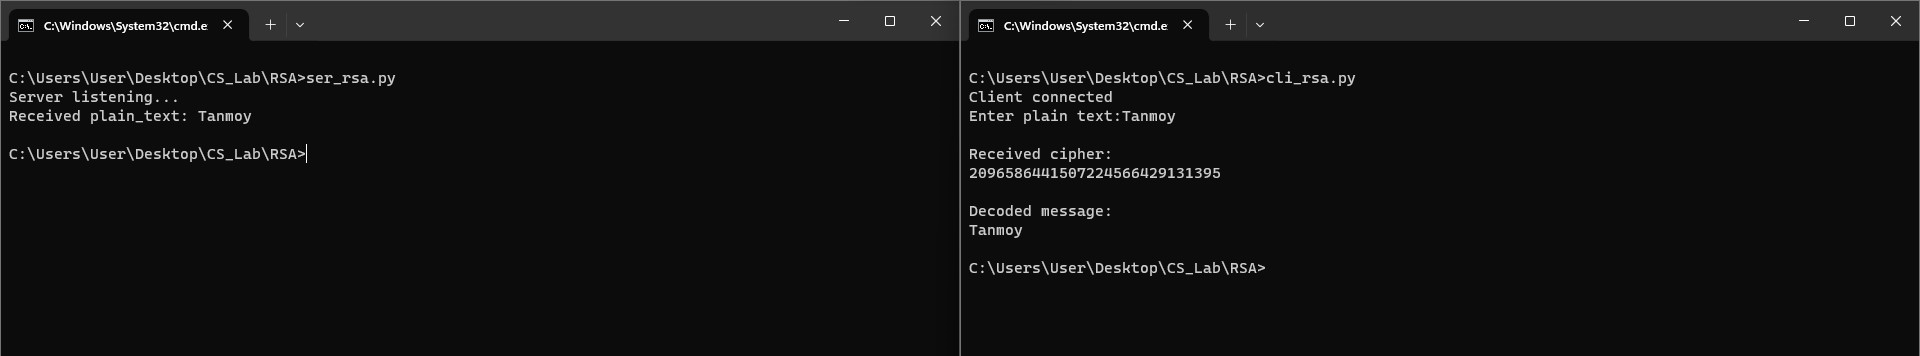 C:\Windows\System32\cmd.e
C:\Users\User\Desktop\CS_Lab\RSA>ser_rsa.py
Server listening...
Received plain_text: Tanmoy
C:\Users\User\Desktop\CS_Lab\RSA>
C:\Windows\System32\cmd.e
C:\Users\User\Desktop\CS_Lab\RSA>cli_rsa.py
Client connected
Enter plain text:Tanmoy
Received cipher:
2096586441507224566429131395
Decoded message:
Tanmoy
C:\Users\User\Desktop\CS_Lab\RSA>